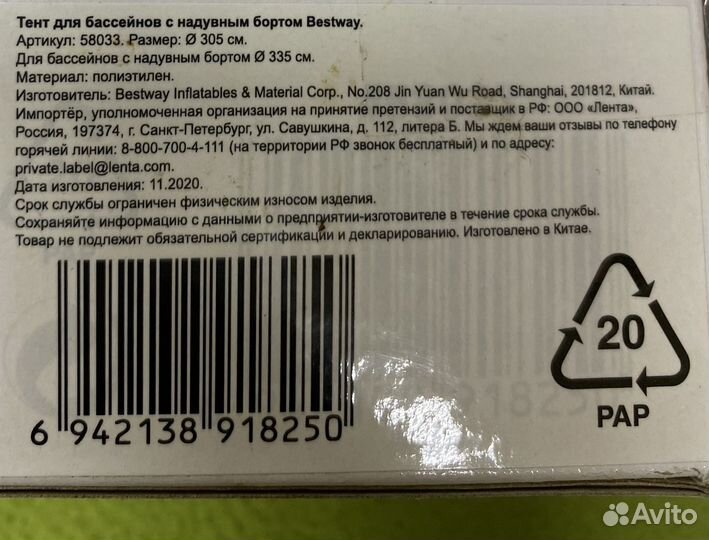 Тент для бассейнов с надувным бортом Bestway.
Артикул: 58033. Размер: Ø 305 см.
Для бассейнов с надувным бортом Ø 335 см.
Материал: полиэтилен.
Изготовитель: Bestway Inflatables & Material Corp., No.208 Jin Yuan Wu Road, Shanghai, 201812, Китай.
Импортёр, уполномоченная организация на принятие претензий и поставщик в РФ: ООО «Лента»,
Россия, 197374, г. Санкт-Петербург, ул. Савушкина, д. 112, литера Б. Мы ждем ваши отзывы по телефону
горячей линии: 8-800-700-4-111 (на территории РФ звонок бесплатный) и по адресу:
private.label@lenta.com.
Дата изготовления: 11.2020.
Срок службы ограничен физическим износом изделия.
Сохраняйте информацию с данными о предприятии-изготовителе в течение срока службы.
Товар не подлежит обязательной сертификации и декларированию. Изготовлено в Китае.
6 942138 918250
20
PAP
Avito